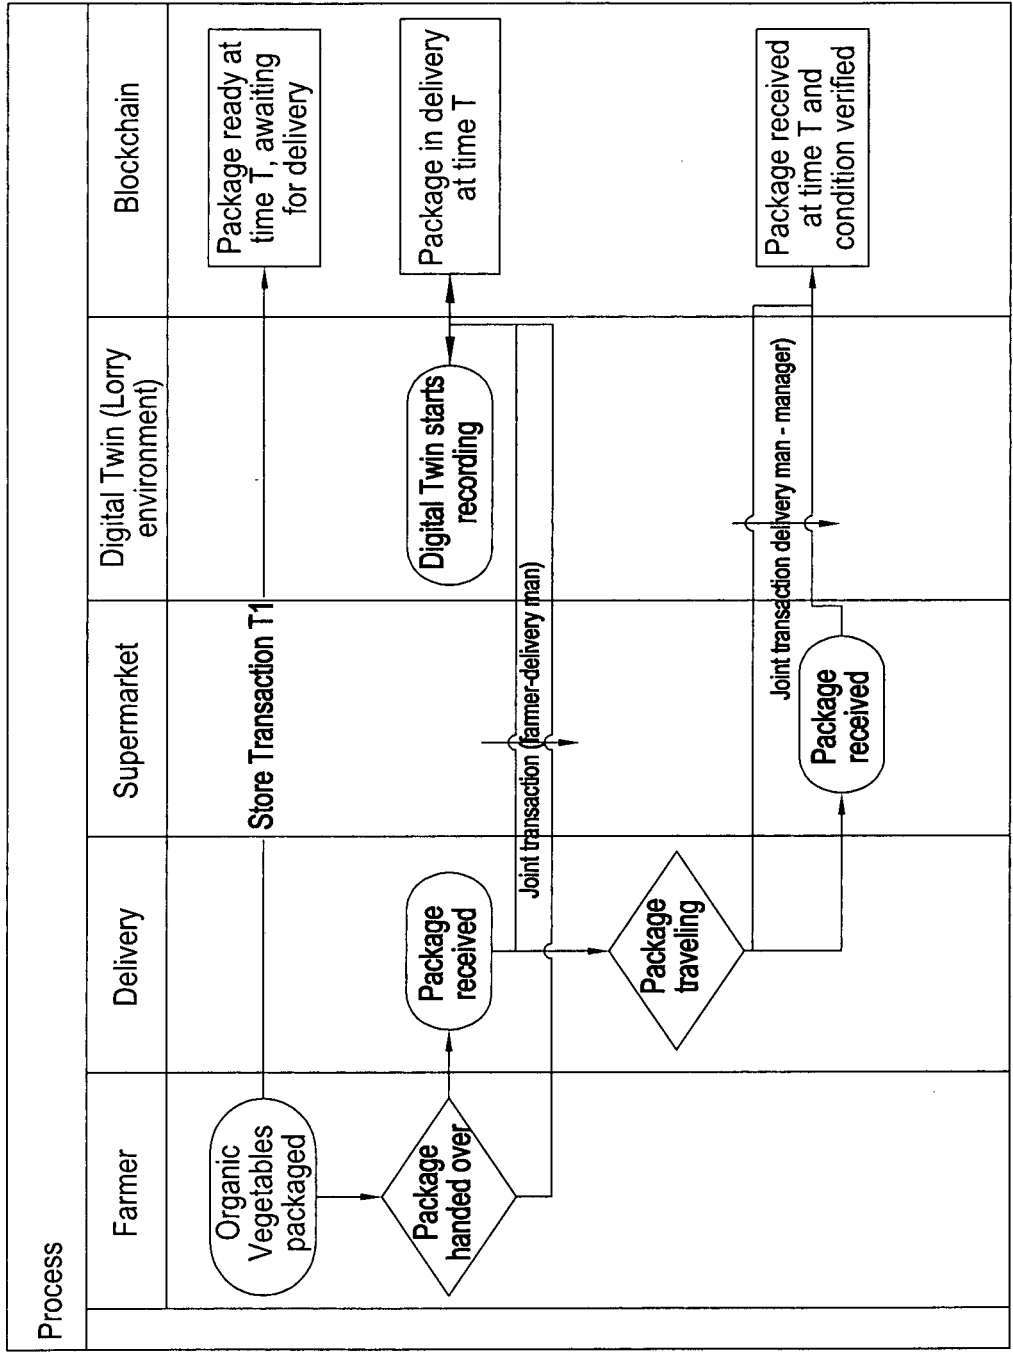 Process
Farmer
Delivery
Supermarket
Digital Twin (Lorry
environment)
Blockchain
Organic
Vegetables
packaged
Store Transaction T1
Package ready at
time T, awaiting
for delivery
Package
handed over
Package
received
Digital Twin starts
recording
Package in delivery
at time T
Joint transaction (farmer-delivery man)
Package
traveling
Joint transaction delivery man - manager)
Package
received
Package received
at time T and
condition verified